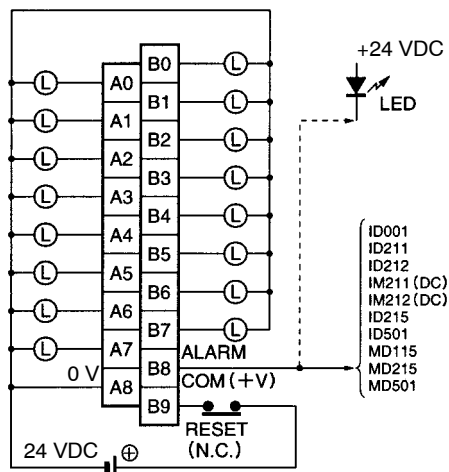 B0
L
+24 VDC
L
A0
B1
L
LED
L
A1
B2
L
L
A2
B3
L
L
A3
B4
L
L
A4
B5
L
L
A5
B6
L
L
A6
B7
L
L
A7
ALARM
0 V
A8
B8
COM (+V)
B9
RESET
(N.C.)
24 VDC
⊕
ID001
ID211
ID212
IM211 (DC)
IM212 (DC)
ID215
ID501
MD115
MD215
MD501